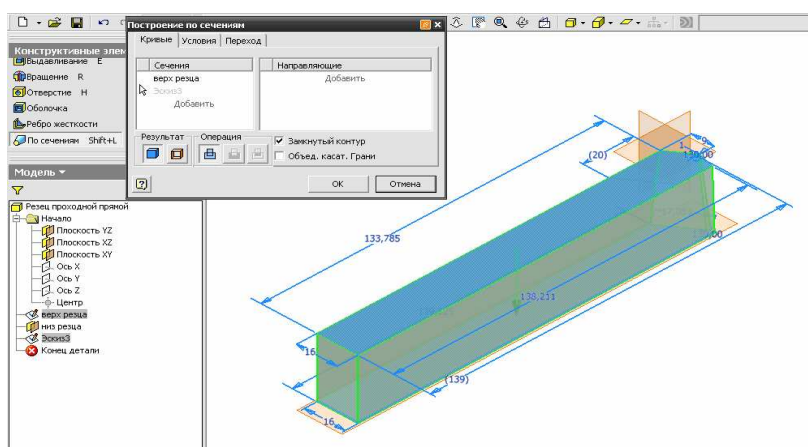 Построение по сечениям
Кривые Условия Переход
Сечения
верх резца
Эскиз3
Добавить
Направляющие
Добавить
Результат
Операция
Замкнутый контур
Объед. касат. Грани
ОК
Отмена
Конструктивные элем
Выдавливание E
Вращение R
Отверстие H
Оболочка
Ребро жесткости
По сечениям Shift+L
Модель
Резец проходной прямой
Начало
Плоскость YZ
Плоскость XZ
Плоскость XY
Ось X
Ось Y
Ось Z
Центр
верх резца
низ резца
Эскиз3
Конец детали
(20)
9
1
133,785
138,211
16
(139)
16